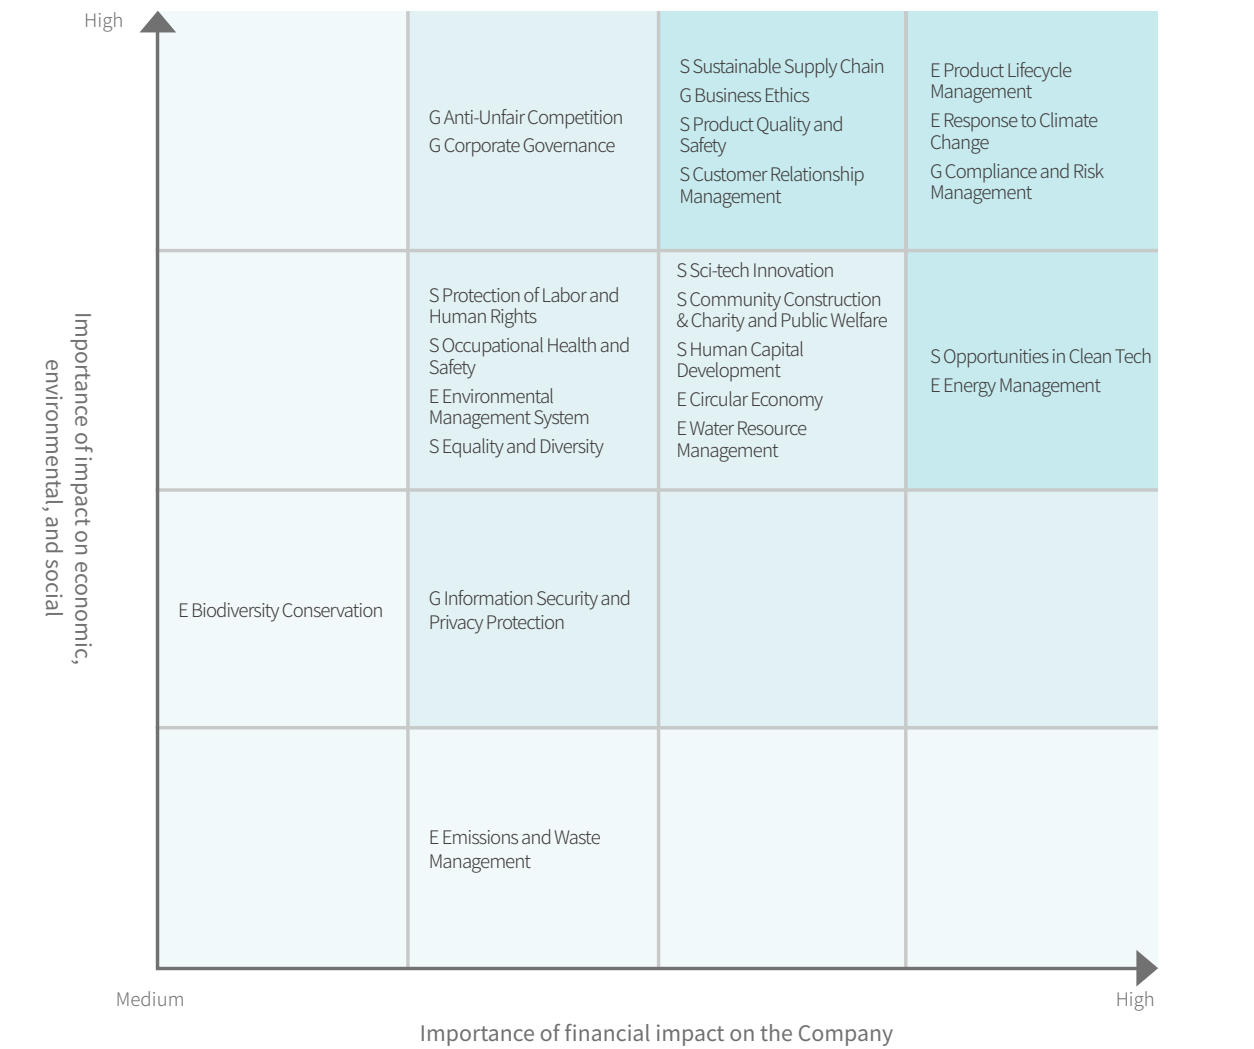 High
G Anti-Unfair Competition
G Corporate Governance
S Sustainable Supply Chain
G Business Ethics
S Product Quality and
Safety
S Customer Relationship
Management
E Product Lifecycle
Management
E Response to Climate
Change
G Compliance and Risk
Management
S Protection of Labor and
Human Rights
S Occupational Health and
Safety
E Environmental
Management System
S Equality and Diversity
S Sci-tech Innovation
S Community Construction
& Charity and Public Welfare
S Human Capital
Development
E Circular Economy
E Water Resource
Management
S Opportunities in Clean Tech
E Energy Management
Importance of impact on economic,
environmental, and social
E Biodiversity Conservation
G Information Security and
Privacy Protection
E Emissions and Waste
Management
Medium
High
Importance of financial impact on the Company